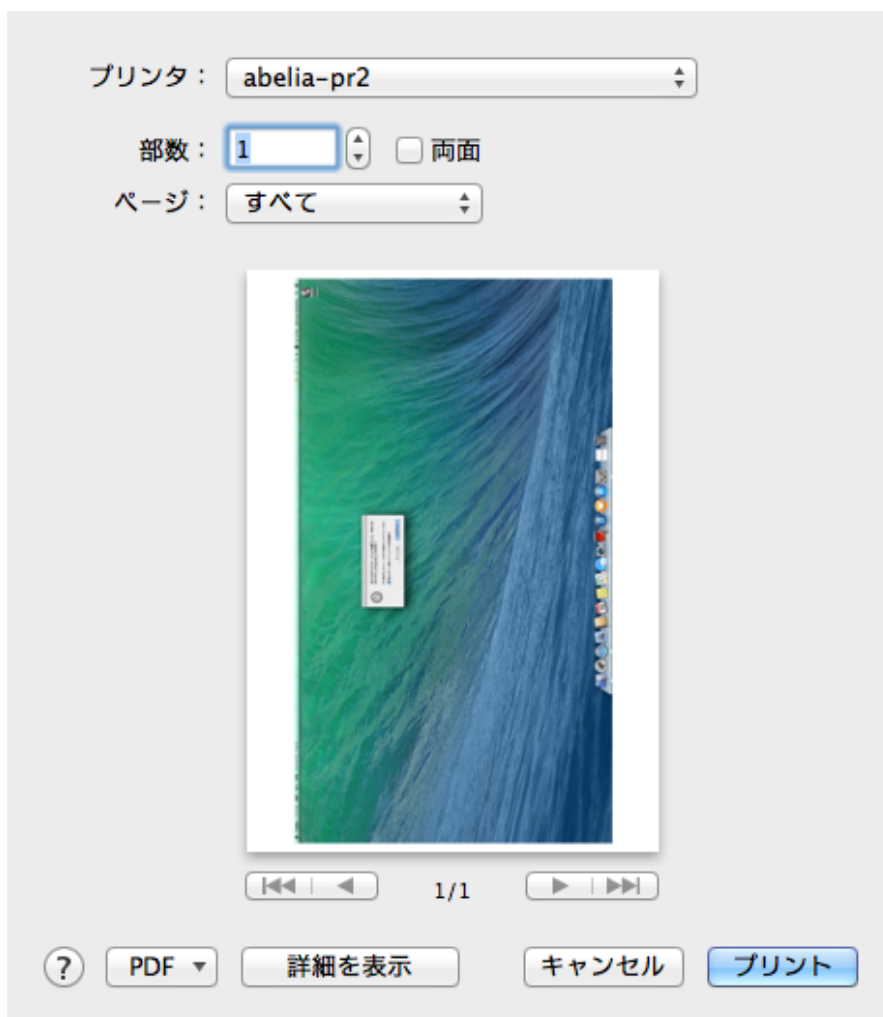 プリンタ： abelia-pr2
部数： 1 両面
ページ： すべて
1/1
? PDF 詳細を表示 キャンセル プリント